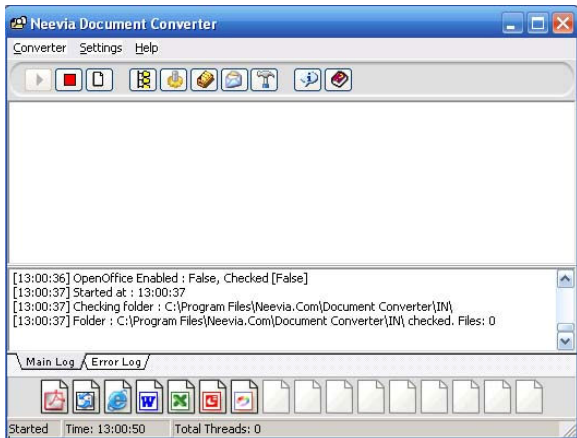 Neevia Document Converter
Converter Settings Help
[13:00:36] OpenOffice Enabled : False, Checked [False]
[13:00:37] Started at : 13:00:37
[13:00:37] Checking folder : C:\Program Files\Neevia.Com\Document Converter\IN\
[13:00:37] Folder : C:\Program Files\Neevia.Com\Document Converter\IN\ checked. Files: 0
Main Log Error Log
Started Time: 13:00:50 Total Threads: 0